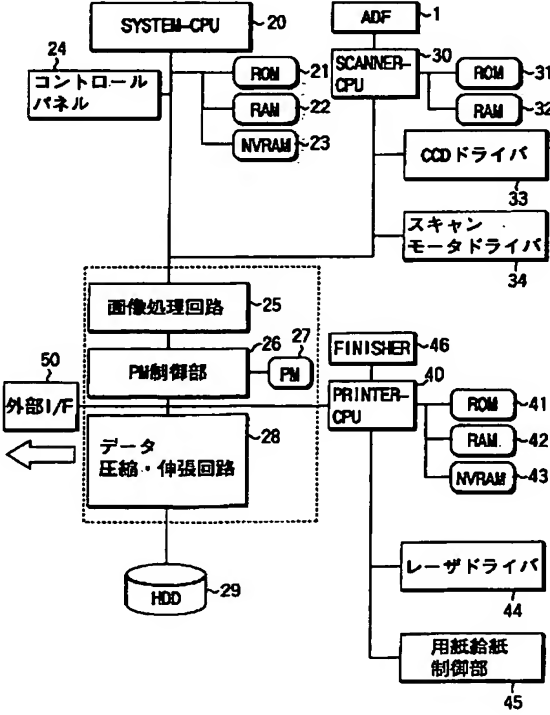 SYSTEM-CPU
20
24
コントロール
パネル
ROM
21
RAM
22
NVRAM
23
ADF
1
30
SCANNER-
CPU
ROM
31
RAM
32
CCDドライバ
33
スキャン
モータドライバ
34
画像処理回路
25
26
PM制御部
27
PM
50
外部I/F
28
データ
圧縮・伸張回路
HDD
29
FINISHER
46
40
PRINTER-
CPU
ROM
41
RAM
42
NVRAM
43
レーザドライバ
44
用紙給紙
制御部
45